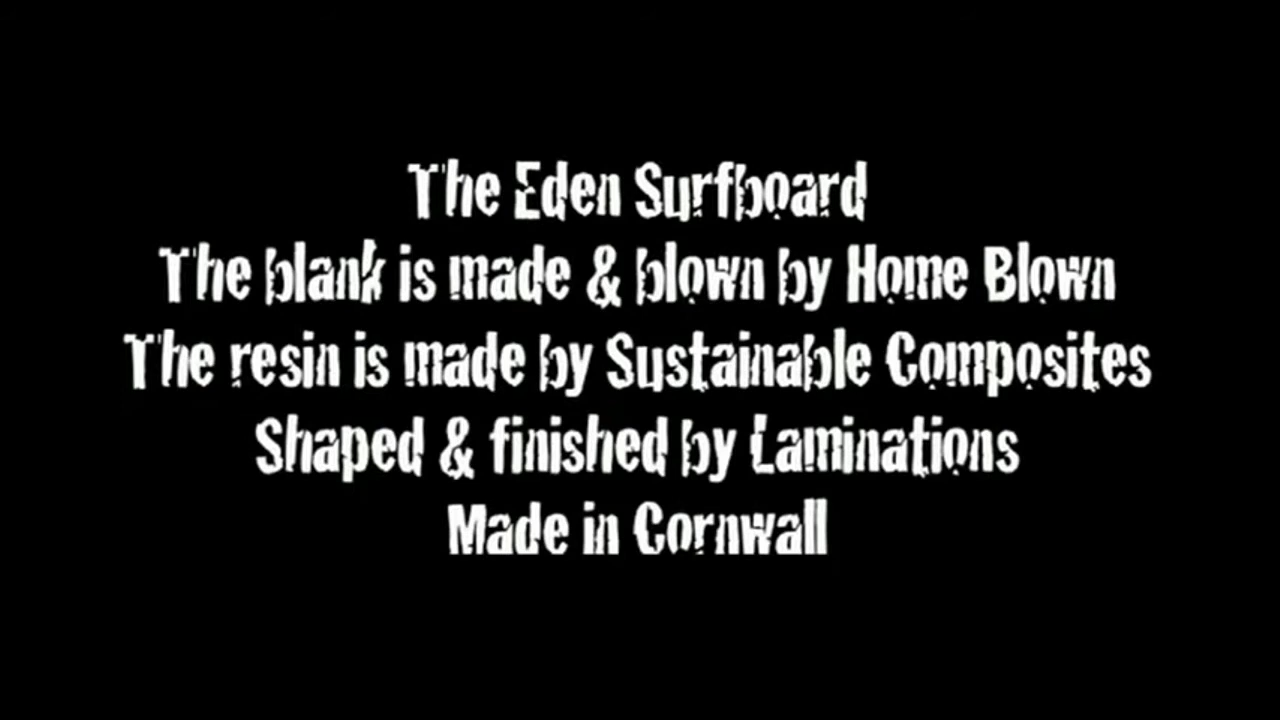 The Eden Surfboard
The blank is made & blown by Home Blown
The resin is made by Sustainable Composites
Shaped & finished by Laminations
Made in Cornwall